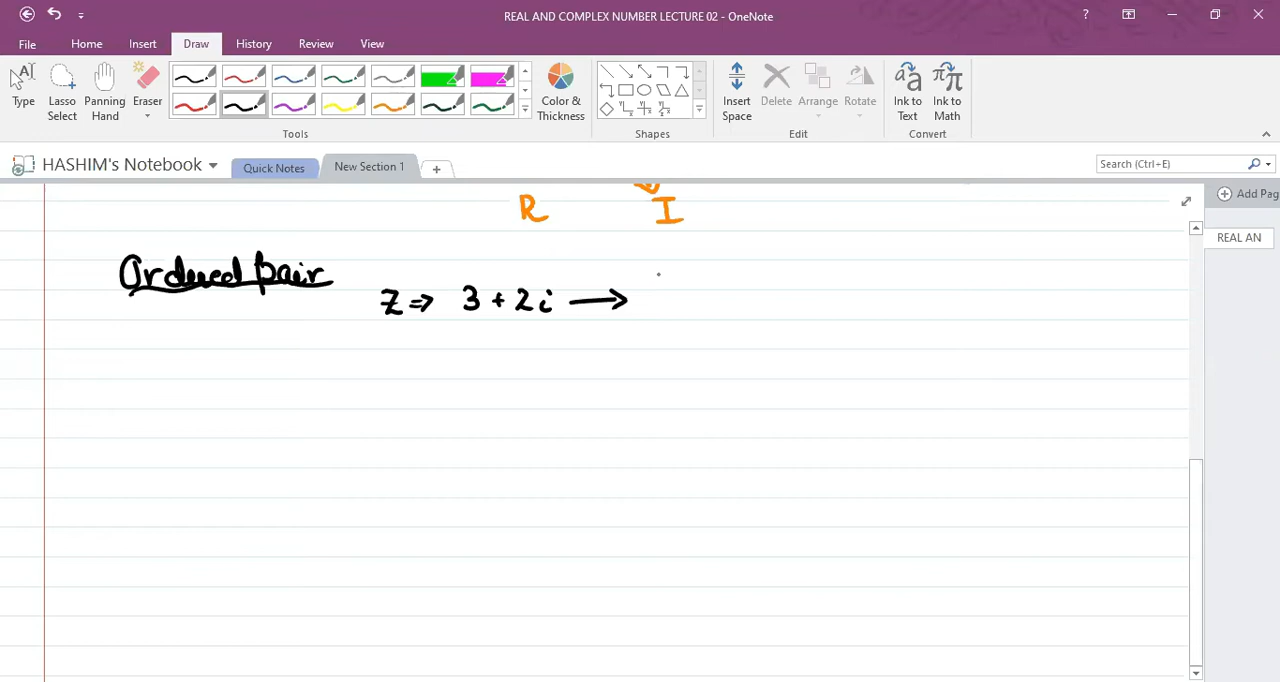 REAL AND COMPLEX NUMBER LECTURE 02 - OneNote
?
File Home Insert Draw History Review View
Type
Lasso Select
Panning Hand
Eraser
Color & Thickness
Insert Space
Delete
Arrange
Rotate
Ink to Text
Ink to Math
Tools Shapes Edit Convert
HASHIM's Notebook Quick Notes New Section 1 +
Search (Ctrl+E)
Add Pag
REAL AN
R I
Ordered pair
Z ⇒ 3 + 2i →